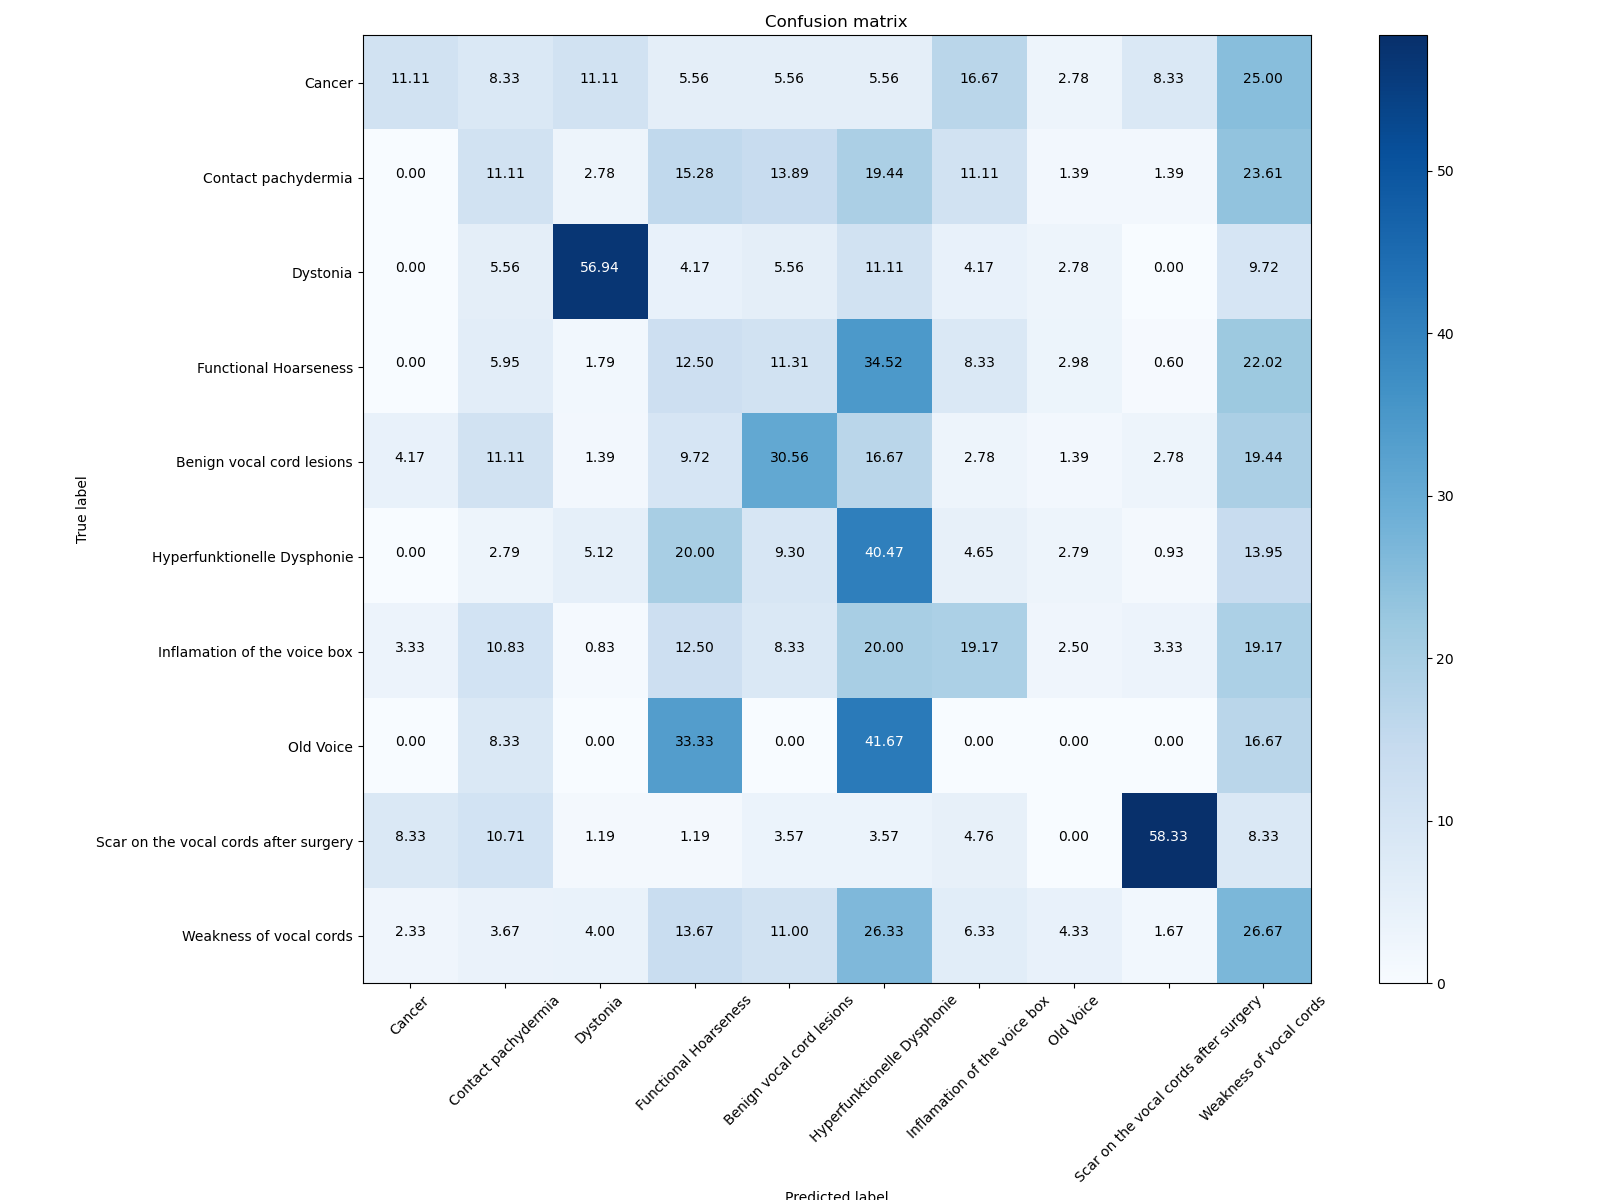 Confusion matrix
Cancer 11.11 8.33 11.11 5.56 5.56 5.56 16.67 2.78 8.33 25.00
Contact pachydermia 0.00 11.11 2.78 15.28 13.89 19.44 11.11 1.39 1.39 23.61
Dystonia 0.00 5.56 56.94 4.17 5.56 11.11 4.17 2.78 0.00 9.72
Functional Hoarseness 0.00 5.95 1.79 12.50 11.31 34.52 8.33 2.98 0.60 22.02
Benign vocal cord lesions 4.17 11.11 1.39 9.72 30.56 16.67 2.78 1.39 2.78 19.44
Hyperfunktionelle Dysphonie 0.00 2.79 5.12 20.00 9.30 40.47 4.65 2.79 0.93 13.95
Inflamation of the voice box 3.33 10.83 0.83 12.50 8.33 20.00 19.17 2.50 3.33 19.17
Old Voice 0.00 8.33 0.00 33.33 0.00 41.67 0.00 0.00 0.00 16.67
Scar on the vocal cords after surgery 8.33 10.71 1.19 1.19 3.57 3.57 4.76 0.00 58.33 8.33
Weakness of vocal cords 2.33 3.67 4.00 13.67 11.00 26.33 6.33 4.33 1.67 26.67
True label
Cancer
Contact pachydermia
Dystonia
Functional Hoarseness
Benign vocal cord lesions
Hyperfunktionelle Dysphonie
Inflamation of the voice box
Old Voice
Scar on the vocal cords after surgery
Weakness of vocal cords
Predicted label
50
40
30
20
10
0